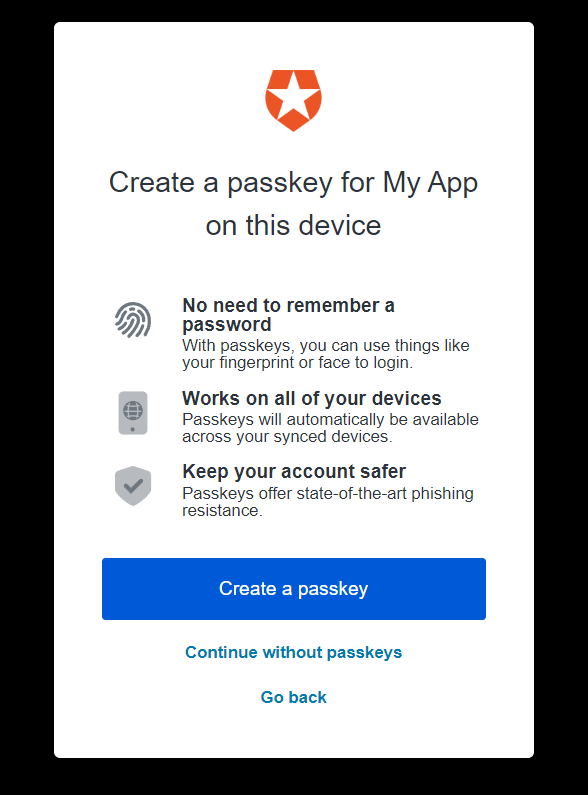 Create a passkey for My App
on this device
No need to remember a
password
With passkeys, you can use things like
your fingerprint or face to login.
Works on all of your devices
Passkeys will automatically be available
across your synced devices.
Keep your account safer
Passkeys offer state-of-the-art phishing
resistance.
Create a passkey
Continue without passkeys
Go back